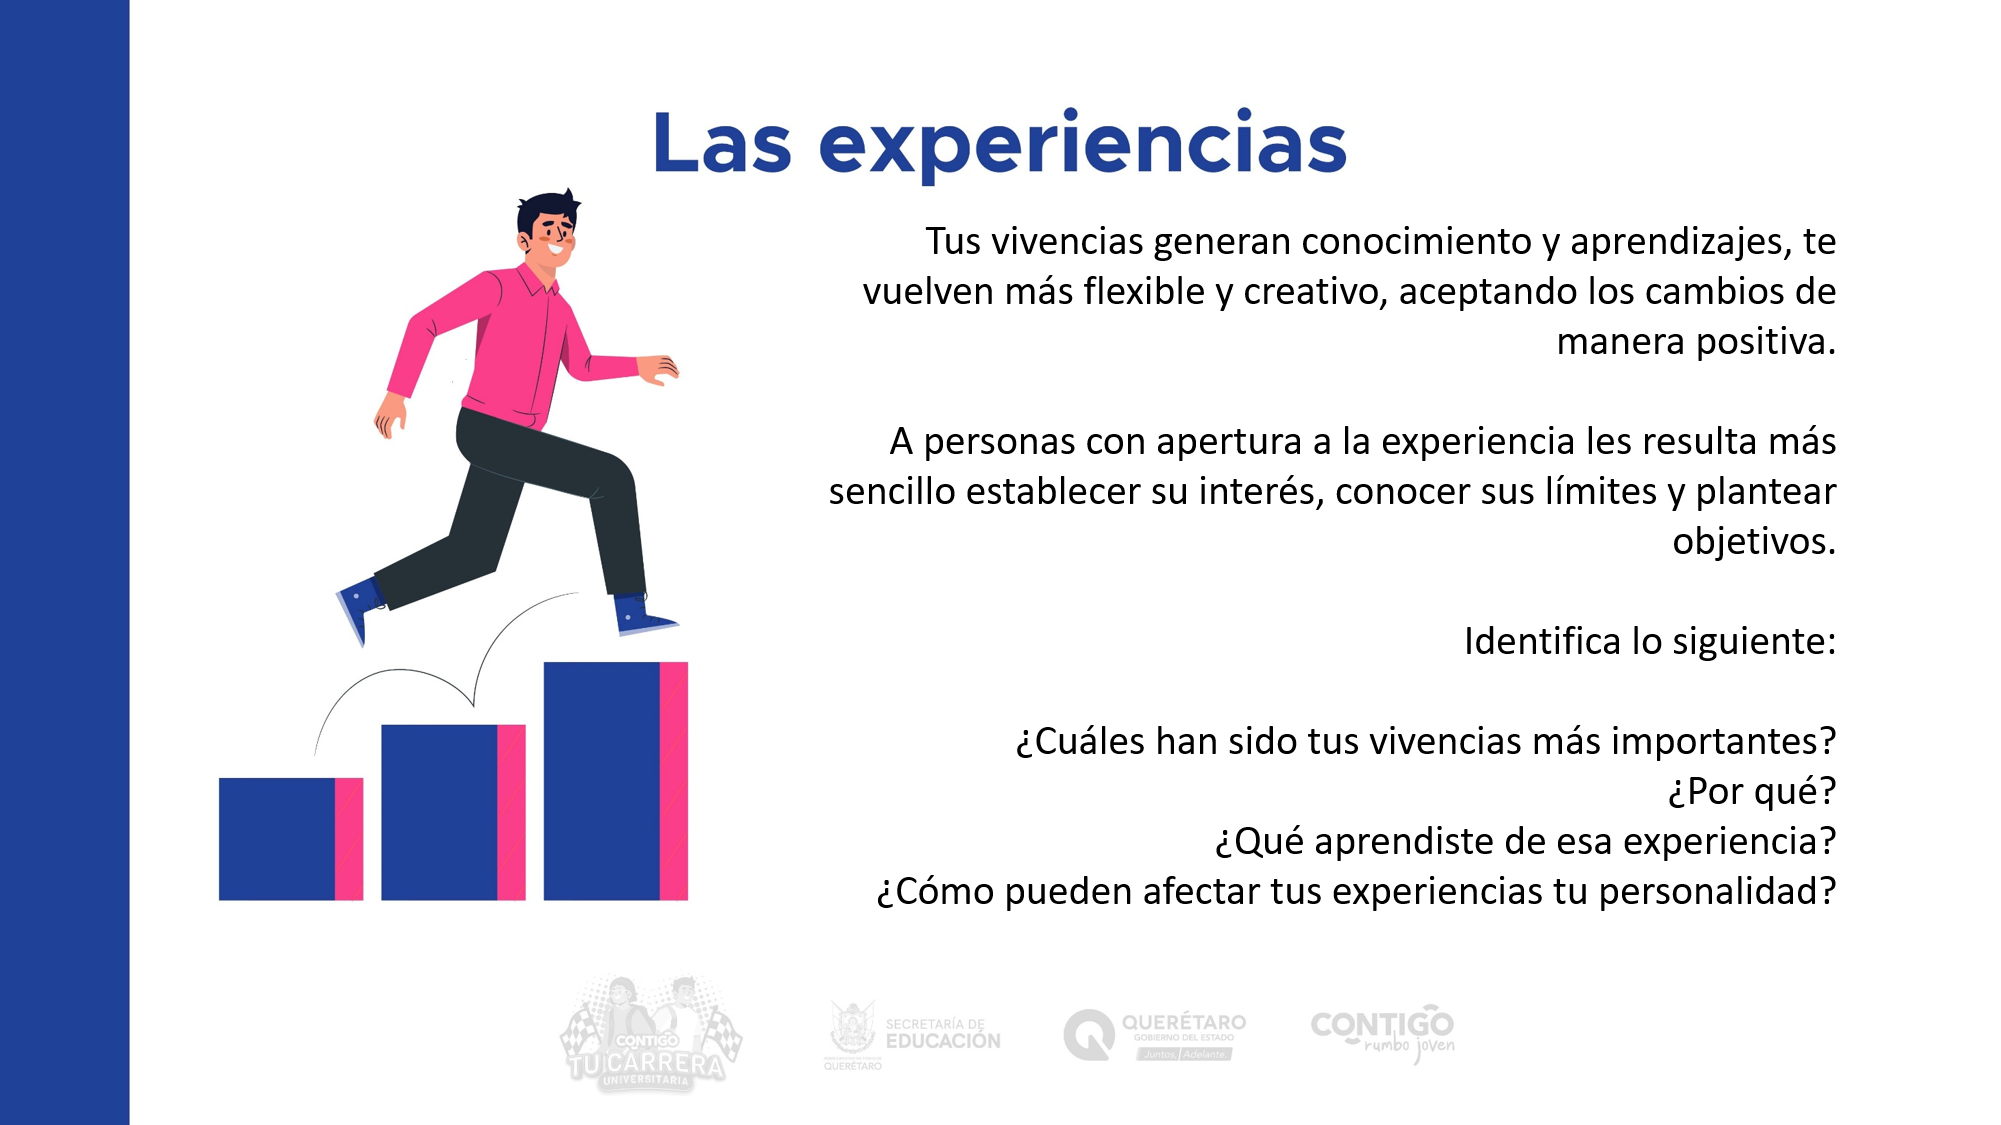 Las experiencias
Tus vivencias generan conocimiento y aprendizajes, te
vuelven más flexible y creativo, aceptando los cambios de
manera positiva.
A personas con apertura a la experiencia les resulta más
sencillo establecer su interés, conocer sus límites y plantear
objetivos.
Identifica lo siguiente:
¿Cuáles han sido tus vivencias más importantes?
¿Por qué?
¿Qué aprendiste de esa experiencia?
¿Cómo pueden afectar tus experiencias tu personalidad?
CONTIGO
TU CARRERA
UNIVERSITARIA
SECRETARÍA DE
EDUCACIÓN
QUERÉTARO
QUERÉTARO
GOBIERNO DEL ESTADO
Juntos, Adelante.
CONTIGO
rumbo joven